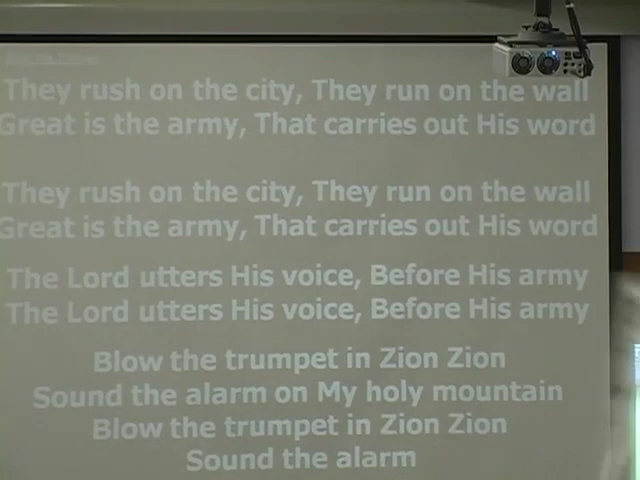 They rush on the city, They run on the wall
Great is the army, That carries out His word
They rush on the city, They run on the wall
Great is the army, That carries out His word
The Lord utters His voice, Before His army
The Lord utters His voice, Before His army
Blow the trumpet in Zion Zion
Sound the alarm on My holy mountain
Blow the trumpet in Zion Zion
Sound the alarm